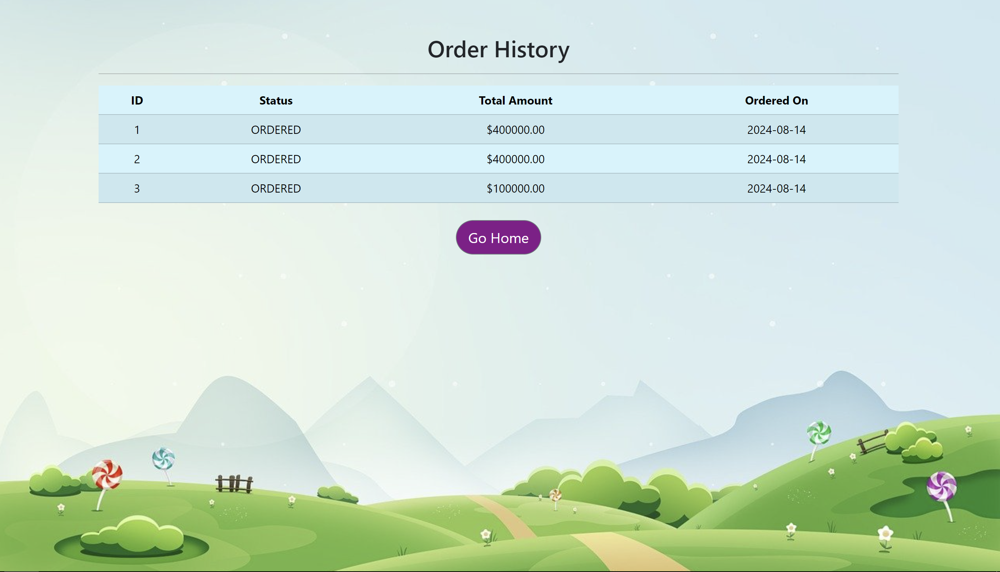 Order History
ID Status Total Amount Ordered On
1 ORDERED $400000.00 2024-08-14
2 ORDERED $400000.00 2024-08-14
3 ORDERED $100000.00 2024-08-14
Go Home